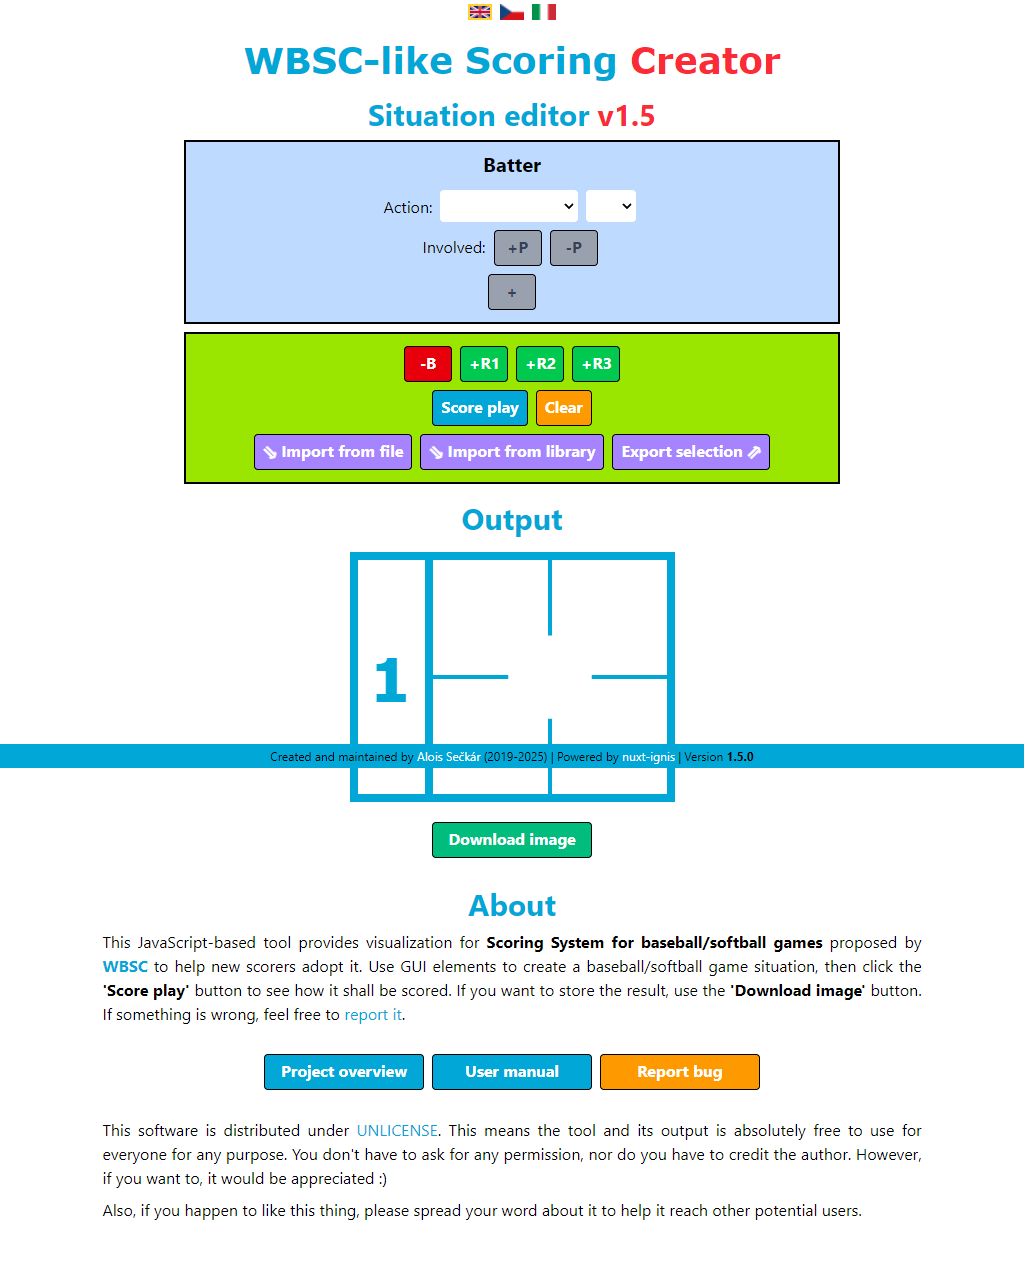 WBSC-like Scoring Creator
Situation editor v1.5
Batter
Action:
Involved: +P -P
+
-B +R1 +R2 +R3
Score play Clear
⇘ Import from file ⇘ Import from library Export selection ⇗
Output
1
Created and maintained by Alois Sečkár (2019-2025) | Powered by nuxt-ignis | Version 1.5.0
Download image
About
This JavaScript-based tool provides visualization for Scoring System for baseball/softball games proposed by
WBSC to help new scorers adopt it. Use GUI elements to create a baseball/softball game situation, then click the
'Score play' button to see how it shall be scored. If you want to store the result, use the 'Download image' button.
If something is wrong, feel free to report it.
Project overview User manual Report bug
This software is distributed under UNLICENSE. This means the tool and its output is absolutely free to use for
everyone for any purpose. You don't have to ask for any permission, nor do you have to credit the author. However,
if you want to, it would be appreciated :)
Also, if you happen to like this thing, please spread your word about it to help it reach other potential users.